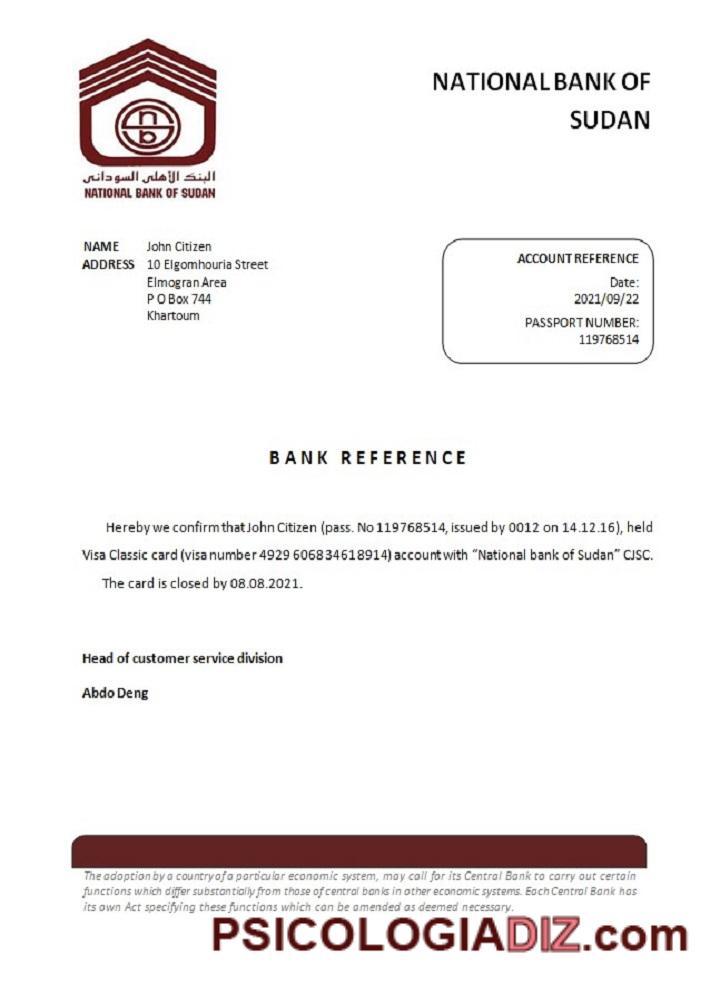 NATIONAL BANK OF
SUDAN
البنك الأهلي السوداني
NATIONAL BANK OF SUDAN
NAME John Citizen
ADDRESS 10 Elgomhouria Street
Elmogran Area
P O Box 744
Khartoum
ACCOUNT REFERENCE
Date:
2021/09/22
PASSPORT NUMBER:
119768514
BANK REFERENCE
Hereby we confirm that John Citizen (pass. No 119768514, issued by 0012 on 14.12.16), held
Visa Classic card (visa number 4929 606834618914) account with “National bank of Sudan” CJSC.
The card is closed by 08.08.2021.
Head of customer service division
Abdo Deng
The adoption by a country of a particular economic system, may call for its Central Bank to carry out certain
functions which differ substantially from those of central banks in other economic systems. Each Central Bank has
its own Act specifying these functions which can be amended as deemed necessary.
PSICOLOGIADIZ.com